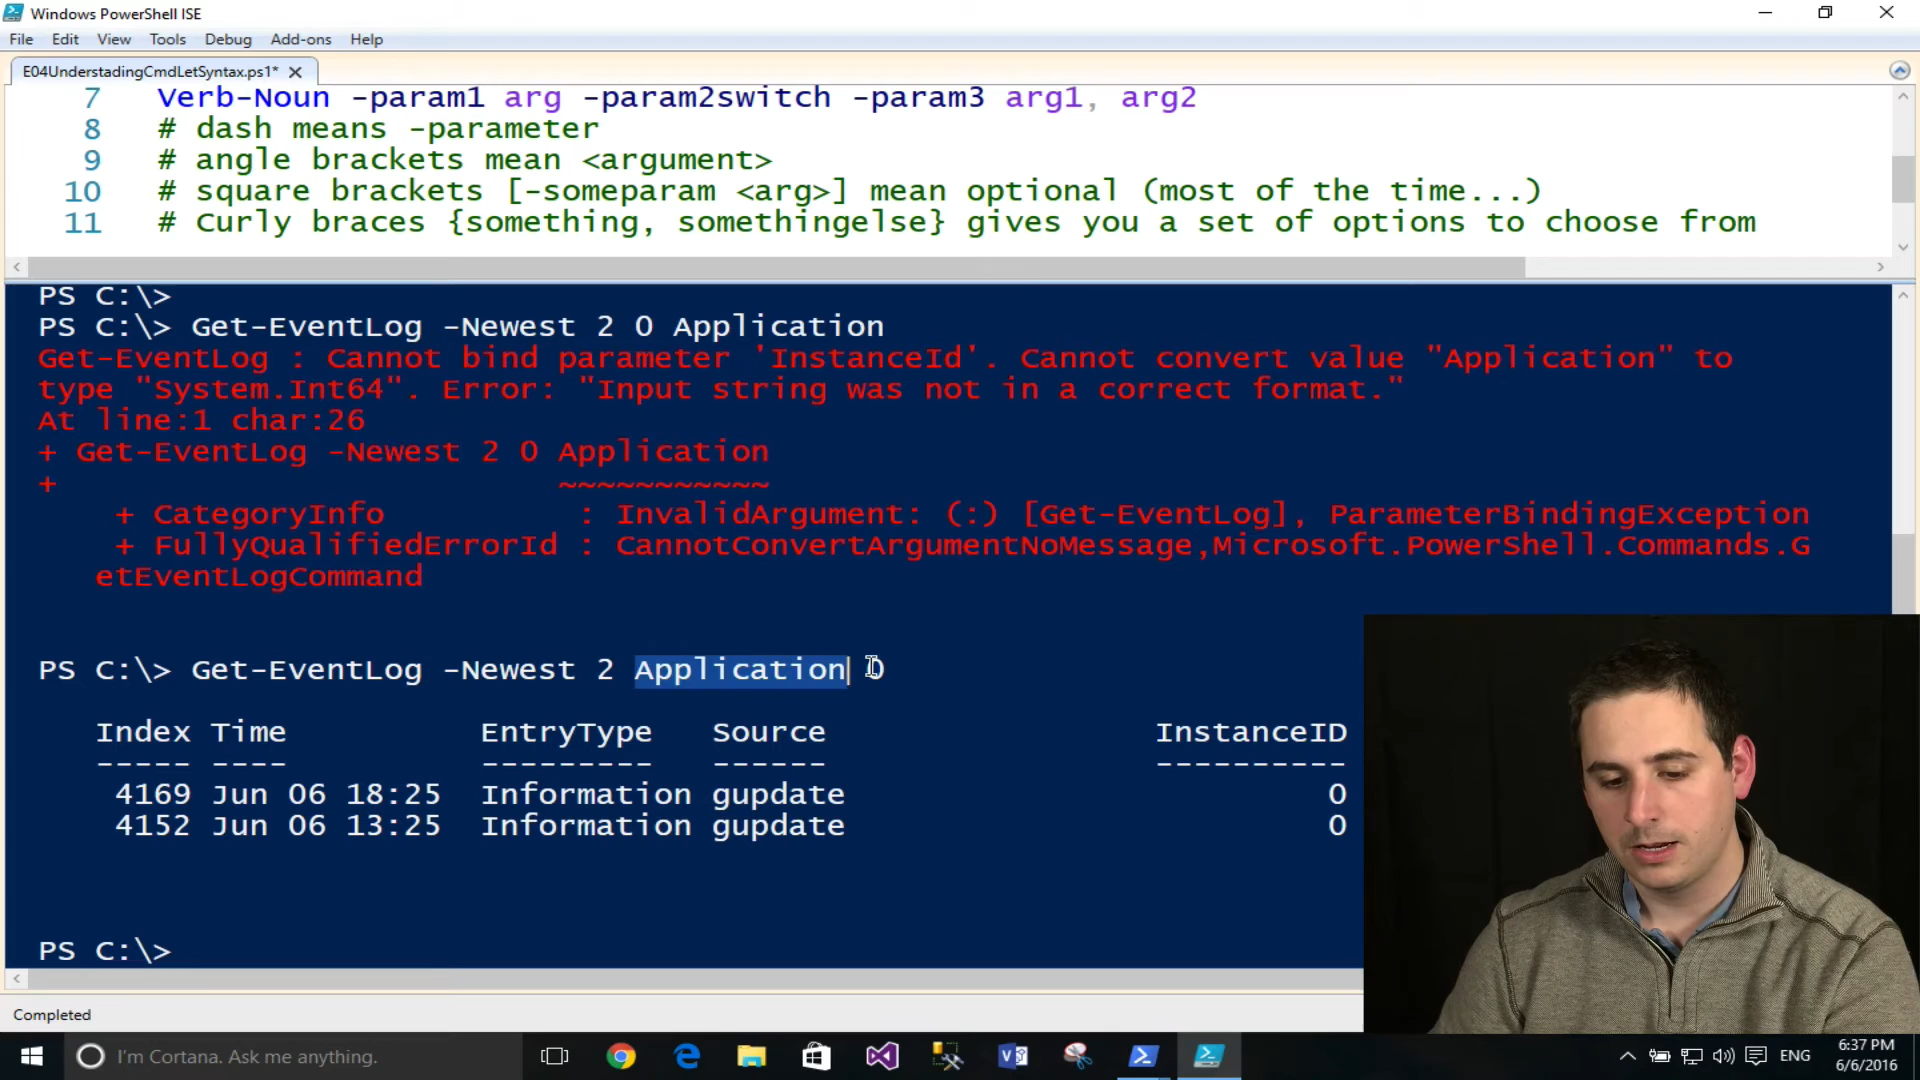 Windows PowerShell ISE
File Edit View Tools Debug Add-ons Help
E04UnderstadingCmdLetSyntax.ps1* ✕
7 Verb-Noun -param1 arg -param2switch -param3 arg1, arg2
8 # dash means -parameter
9 # angle brackets mean <argument>
10 # square brackets [-someparam <arg>] mean optional (most of the time...)
11 # Curly braces {something, somethingelse} gives you a set of options to choose from
PS C:\>
PS C:\> Get-EventLog -Newest 2 0 Application
Get-EventLog : Cannot bind parameter 'InstanceId'. Cannot convert value "Application" to
type "System.Int64". Error: "Input string was not in a correct format."
At line:1 char:26
+ Get-EventLog -Newest 2 0 Application
+ ~~~~~~~~~~~
+ CategoryInfo : InvalidArgument: (:) [Get-EventLog], ParameterBindingException
+ FullyQualifiedErrorId : CannotConvertArgumentNoMessage,Microsoft.PowerShell.Commands.G
etEventLogCommand
PS C:\> Get-EventLog -Newest 2 Application 0
Index Time EntryType Source InstanceID
----- ---- --------- ------ ----------
4169 Jun 06 18:25 Information gupdate 0
4152 Jun 06 13:25 Information gupdate 0
PS C:\>
Completed
I'm Cortana. Ask me anything.
ENG
6:37 PM
6/6/2016